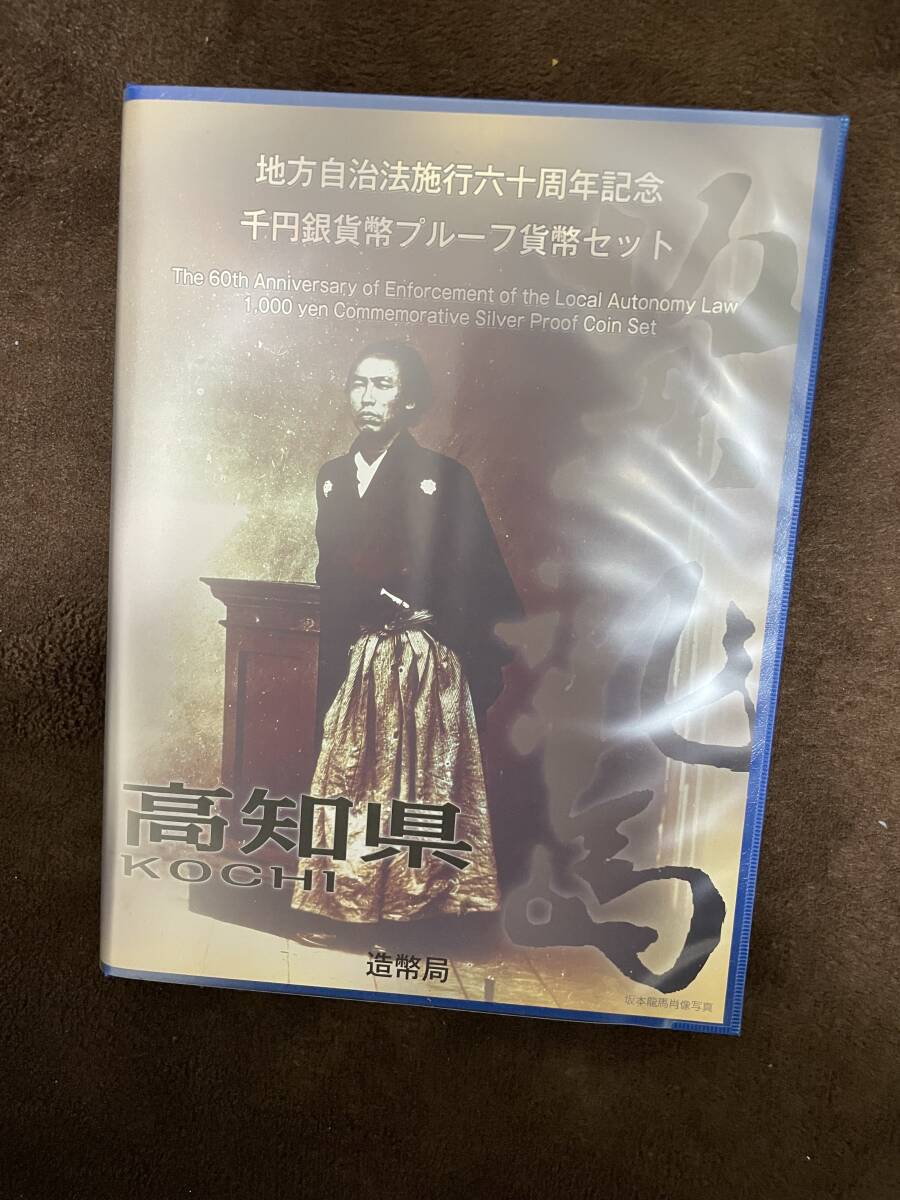 地方自治法施行六十周年記念
千円銀貨幣プルーフ貨幣セット
The 60th Anniversary of Enforcement of the Local Autonomy Law
1,000 yen Commemorative Silver Proof Coin Set
高知県
KOCHI
造幣局
坂本龍馬肖像写真